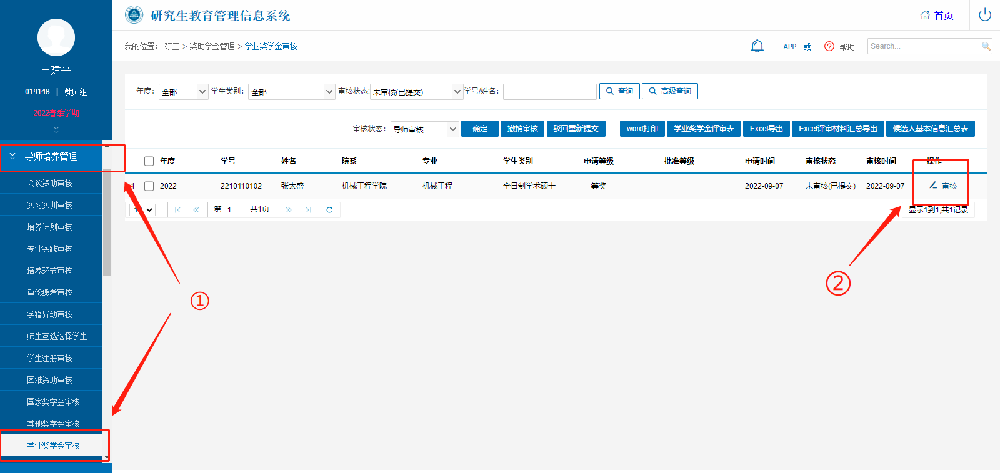 研究生教育管理信息系统
首页
王建平
019148 | 教师组
2022春季学期
我的位置： 研工 > 奖助学金管理 > 学业奖学金审核
APP下载
帮助
Search...
导师培养管理
会议资助审核
实习实训审核
培养计划审核
专业实践审核
培养环节审核
重修缓考审核
学籍异动审核
师生互选选择学生
学生注册审核
困难资助审核
国家奖学金审核
其他奖学金审核
学业奖学金审核
年度： 全部 学生类别： 全部 审核状态: 未审核(已提交) 学号/姓名： 查询 高级查询
审核状态： 导师审核 确定 撤销审核 驳回重新提交 word打印 学业奖学金评审表 Excel导出 Excel评审材料汇总导出 候选人基本信息汇总表
年度 学号 姓名 院系 专业 学生类别 申请等级 批准等级 申请时间 审核状态 审核时间 操作
1 2022 2210110102 张太盛 机械工程学院 机械工程 全日制学术硕士 一等奖 2022-09-07 未审核(已提交) 2022-09-07 审核
第 1 共1页
显示1到1,共1记录
①
②